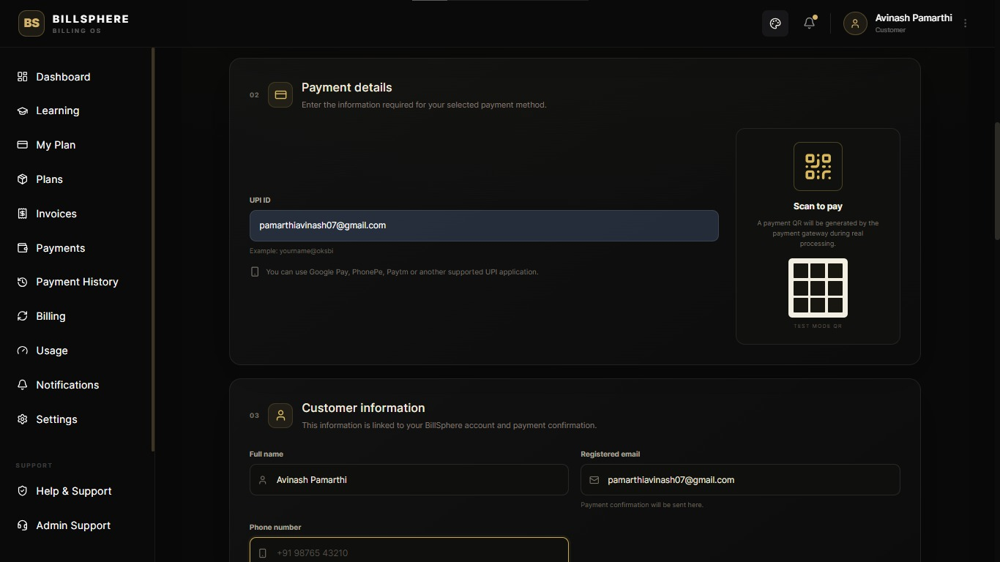 BS
BILLSPHERE
BILLING OS
Avinash Pamarthi
Customer
Dashboard
Learning
My Plan
Plans
Invoices
Payments
Payment History
Billing
Usage
Notifications
Settings
SUPPORT
Help & Support
Admin Support
02
Payment details
Enter the information required for your selected payment method.
UPI ID
pamarthiavinash07@gmail.com
Example: yourname@oksbi
You can use Google Pay, PhonePe, Paytm or another supported UPI application.
Scan to pay
A payment QR will be generated by the
payment gateway during real
processing.
TEST MODE QR
03
Customer information
This information is linked to your BillSphere account and payment confirmation.
Full name
Avinash Pamarthi
Registered email
pamarthiavinash07@gmail.com
Payment confirmation will be sent here.
Phone number
+91 98765 43210